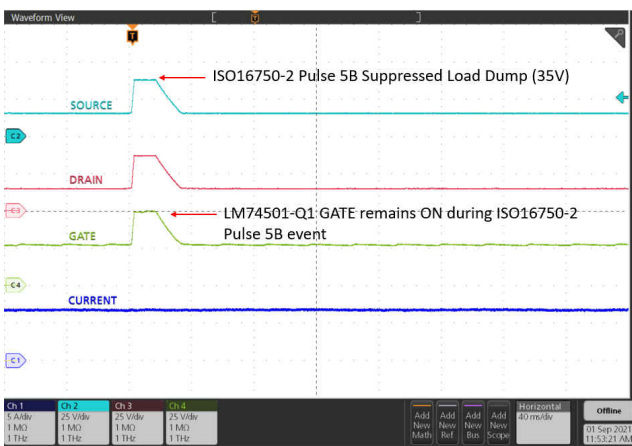 Waveform View
[
T
]
T
ISO16750-2 Pulse 5B Suppressed Load Dump (35V)
SOURCE
C2
DRAIN
C3
LM74501-Q1 GATE remains ON during ISO16750-2
Pulse 5B event
GATE
C4
CURRENT
C1
Ch 1
5 A/div
1 MΩ
1 THz
Ch 2
25 V/div
1 MΩ
1 THz
Ch 3
25 V/div
1 MΩ
1 THz
Ch 4
25 V/div
1 MΩ
1 THz
Add
New
Math
Add
New
Ref
Add
New
Bus
Add
New
Scope
Horizontal
40 ms/div
Offline
01 Sep 2021
11:53:21 AM